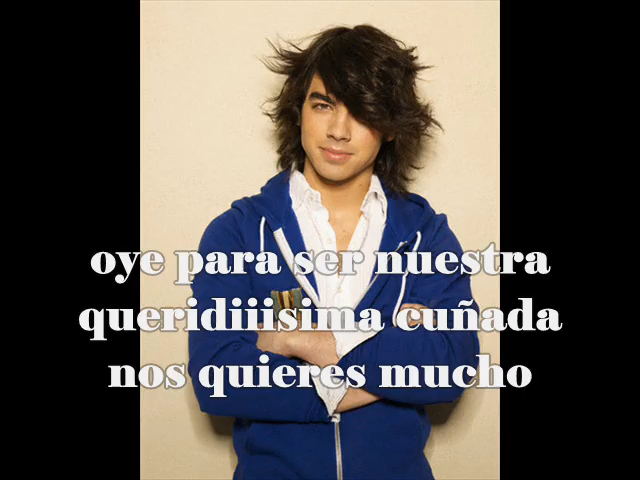 oye para ser nuestra
queridiiisima cuñada
nos quieres mucho